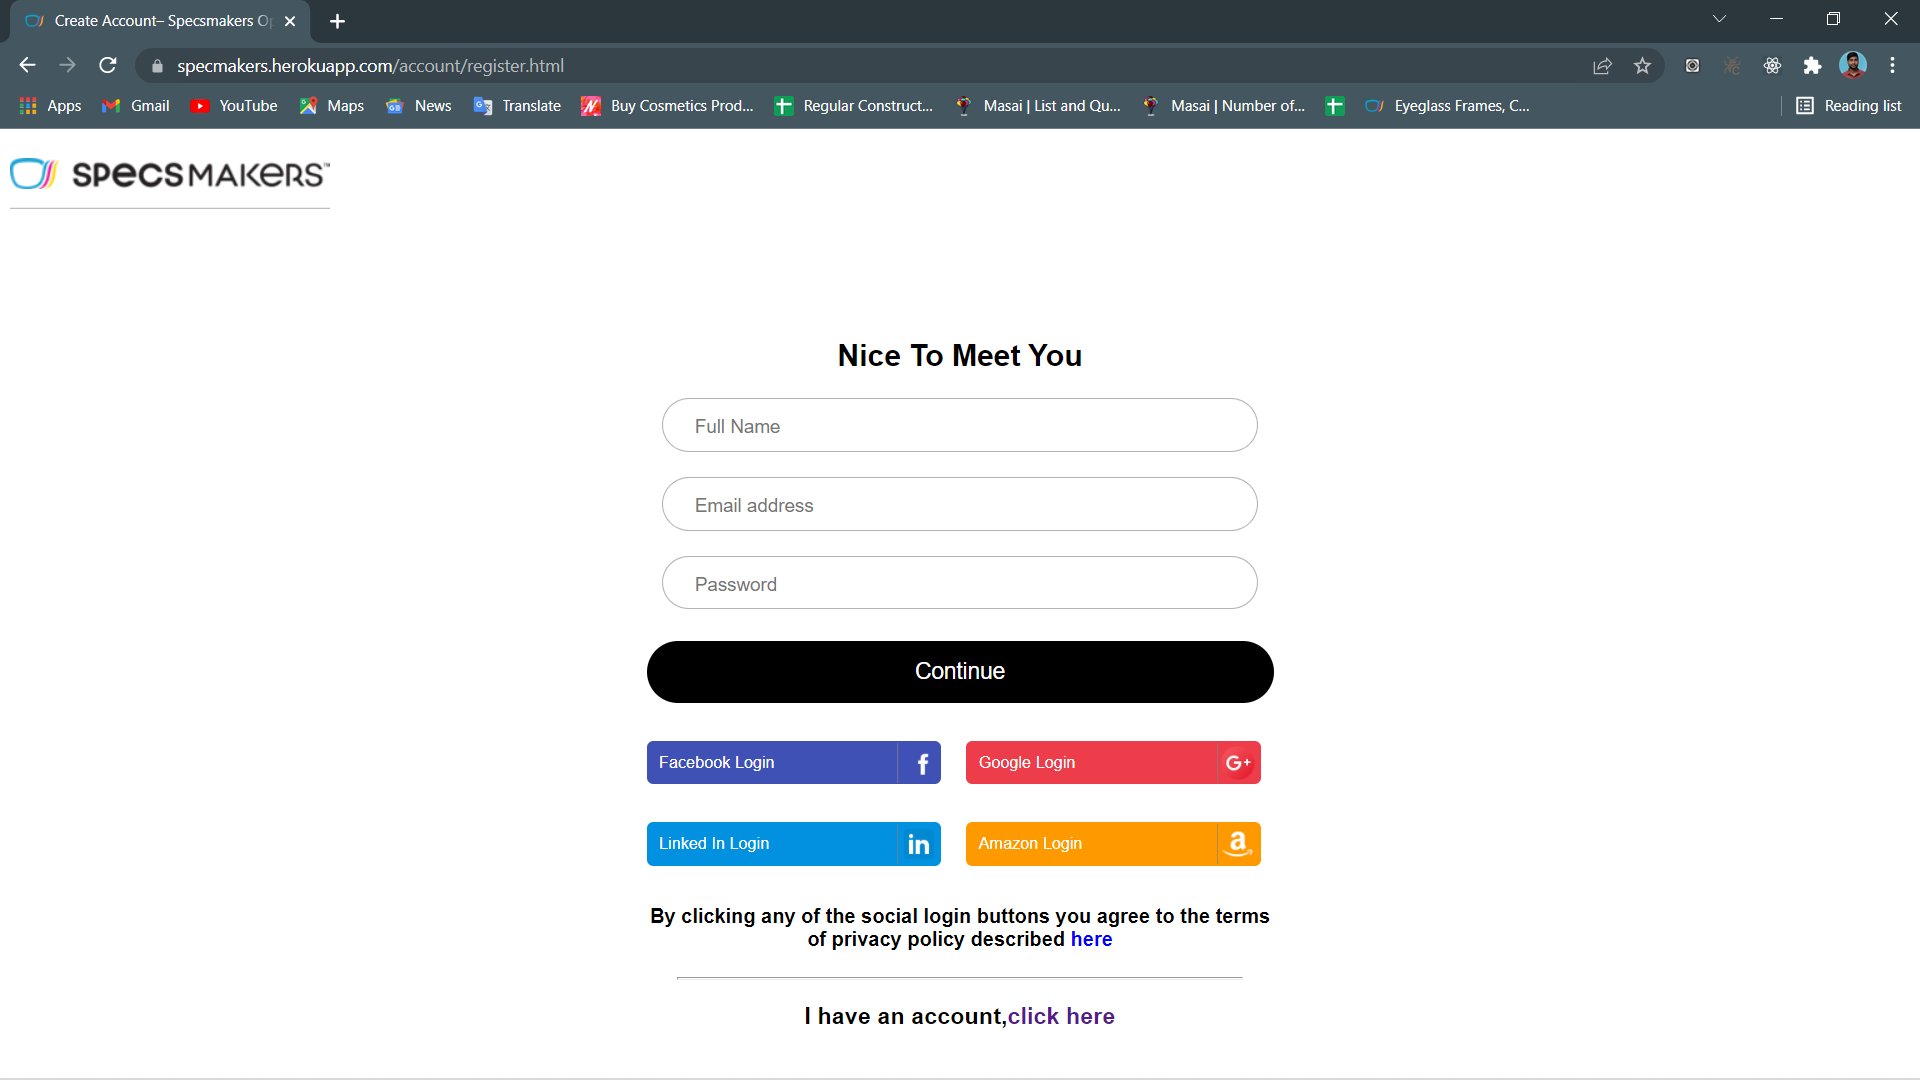 Create Account– Specsmakers Op
specmakers.herokuapp.com/account/register.html
Apps Gmail YouTube Maps News Translate Buy Cosmetics Prod... Regular Construct... Masai | List and Qu... Masai | Number of... Eyeglass Frames, C... Reading list
SPECSMAKERS™
Nice To Meet You
Full Name
Email address
Password
Continue
Facebook Login f Google Login G+
Linked In Login in Amazon Login a
By clicking any of the social login buttons you agree to the terms
of privacy policy described here
I have an account,click here